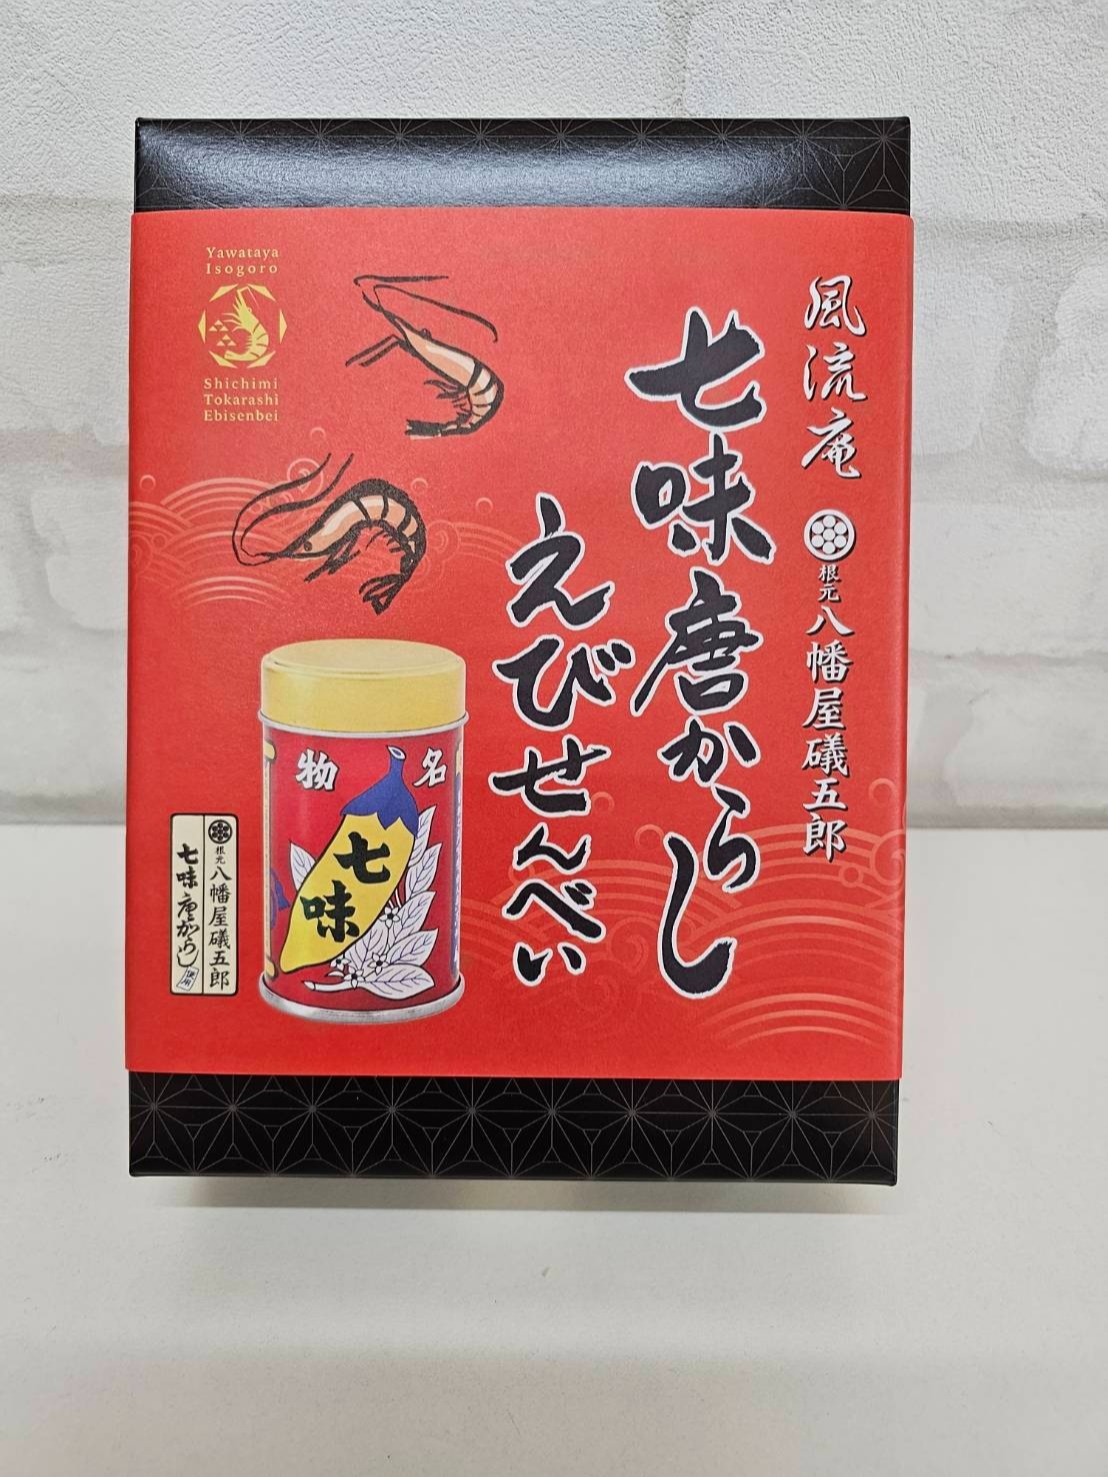 風流庵
根元 八幡屋礒五郎
七味唐からし
えびせんべい
Yawataya
Isogoro
Shichimi
Tokarashi
Ebisenbei
名物
七味
根元 八幡屋礒五郎
七味唐からし
使用